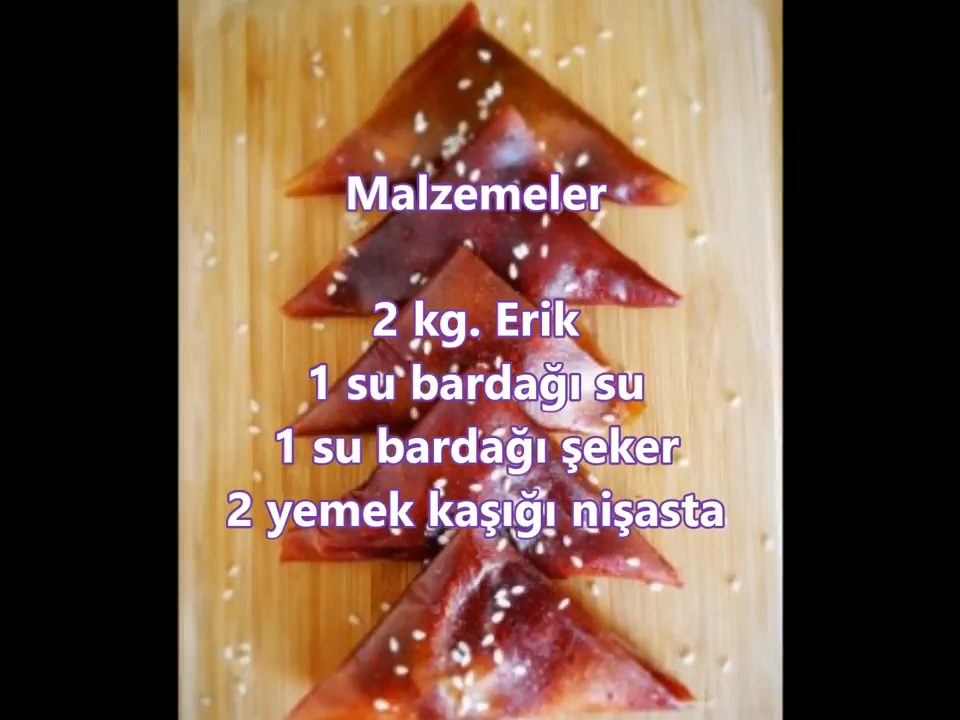 Malzemeler
2 kg. Erik
1 su bardağı su
1 su bardağı şeker
2 yemek kaşığı nişasta